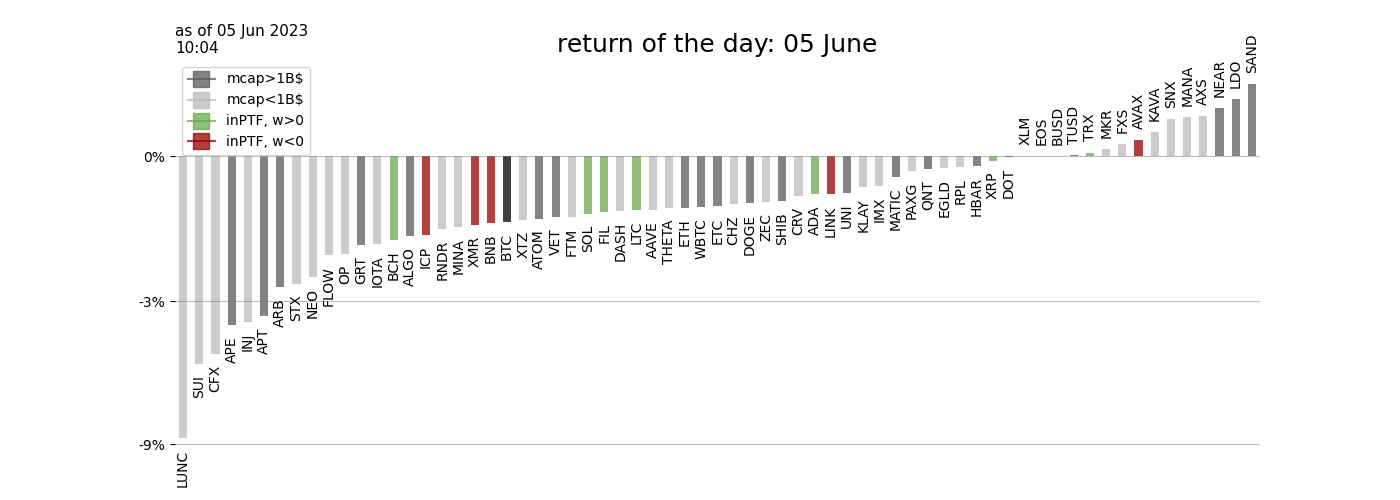 as of 05 Jun 2023
10:04
return of the day: 05 June
mcap>1B$
mcap<1B$
inPTF, w>0
inPTF, w<0
0%
-3%
-9%
LUNC
SUI
CFX
APE
INJ
APT
ARB
STX
NEO
FLOW
OP
GRT
IOTA
BCH
ALGO
ICP
RNDR
MINA
XMR
BNB
BTC
XTZ
ATOM
VET
FTM
SOL
FIL
DASH
LTC
AAVE
THETA
ETH
WBTC
ETC
CHZ
DOGE
ZEC
SHIB
CRV
ADA
LINK
UNI
KLAY
IMX
MATIC
PAXG
QNT
EGLD
RPL
HBAR
XRP
DOT
XLM
EOS
BUSD
TUSD
TRX
MKR
FXS
AVAX
KAVA
SNX
MANA
AXS
NEAR
LDO
SAND